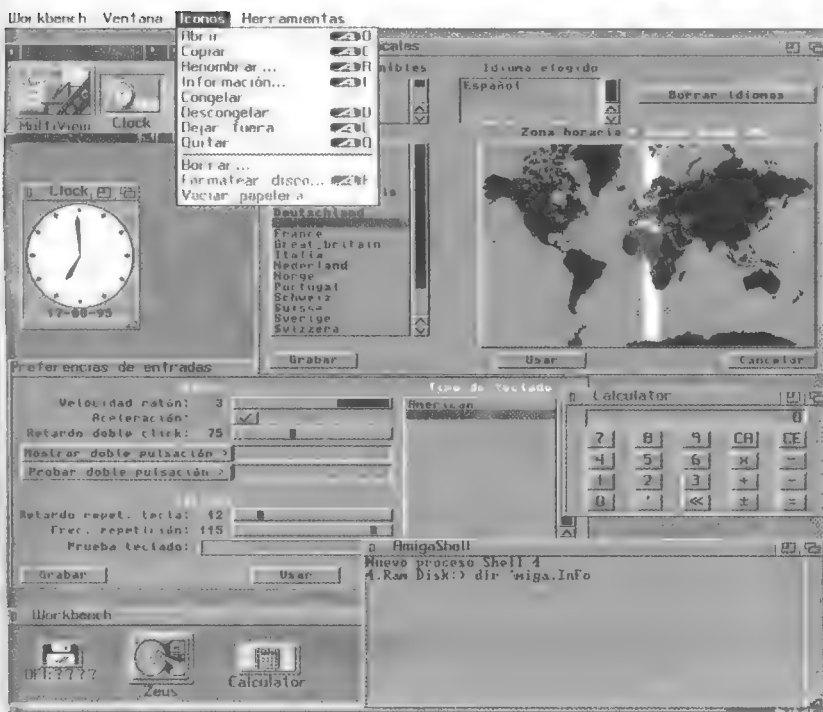 Workbench Ventana Iconos Herramientas
Abrir O
Copiar C
Renombrar... R
Información... I
Congelar
Descongelar U
Dejar fuera L
Quitar Q
Borrar...
Formatear disco... F
Vaciar papelera
Idioma elegido
Español
Borrar idiomas
Zona horaria
MultiView Clock
Clock
17-08-95
Deutschland
France
Great_britain
Italia
Nederland
Norge
Portugal
Schweiz
Suisse
Sverige
Svizzera
Grabar Usar Cancelar
Preferencias de entradas
Velocidad ratón: 3
Aceleración:
Retardo doble click: 75
Mostrar doble pulsación >
Probar doble pulsación >
Retardo repet. tecla: 12
Frec. repetición: 115
Prueba teclado:
Grabar Usar
Tipo de teclado
American
Calculator
0
7 8 9 CA CE
4 5 6 × -
1 2 3 + -
0 ' « ± =
AmigaShell
Nuevo proceso Shell 4
4.Ram Disk:> dir "miga.InFo
Workbench
DF1:????
Zeus
Calculator